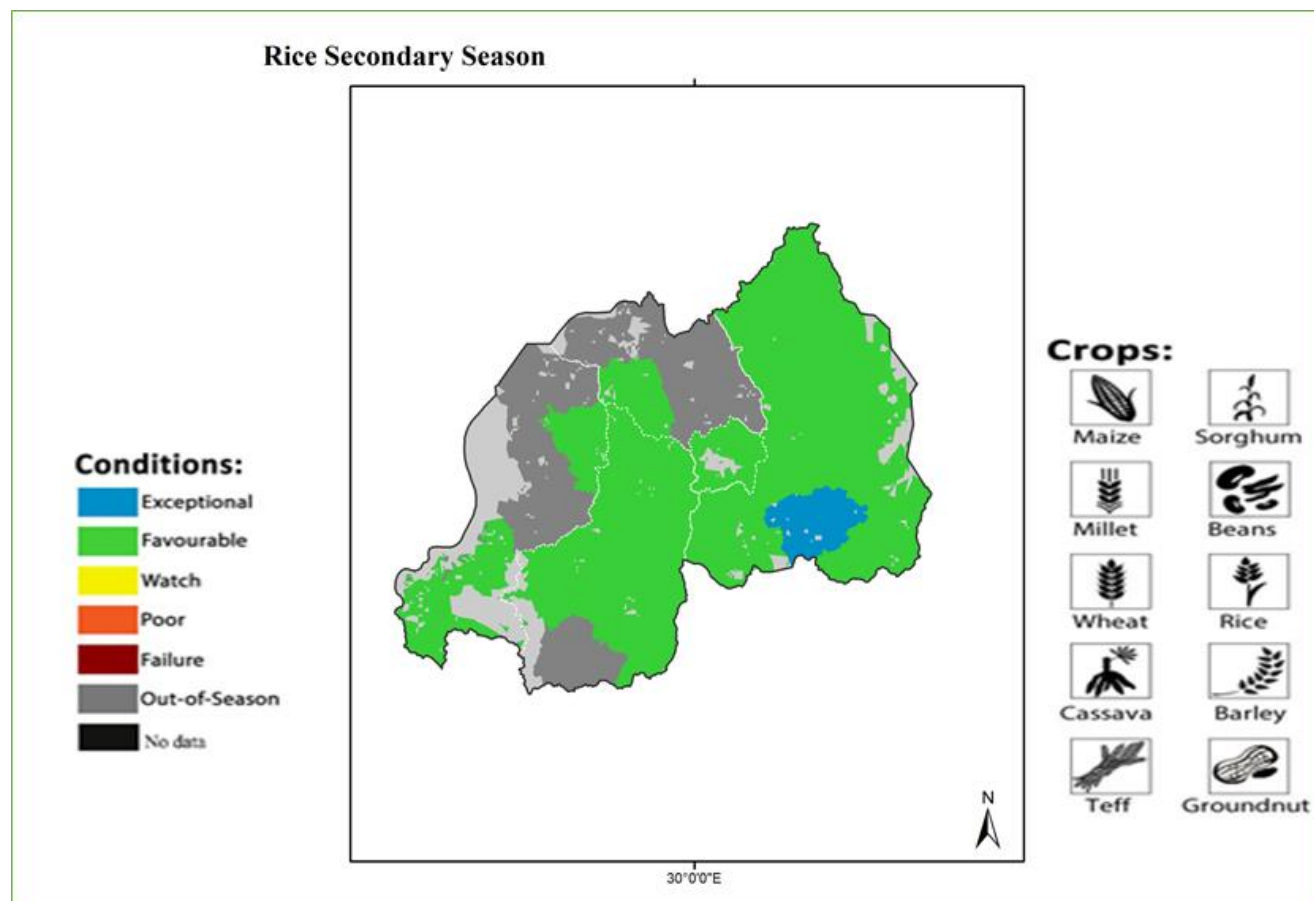 Rice Secondary Season
Conditions:
Exceptional
Favourable
Watch
Poor
Failure
Out-of-Season
No data
N
30°0'0"E
Crops:
Maize Sorghum
Millet Beans
Wheat Rice
Cassava Barley
Teff Groundnut